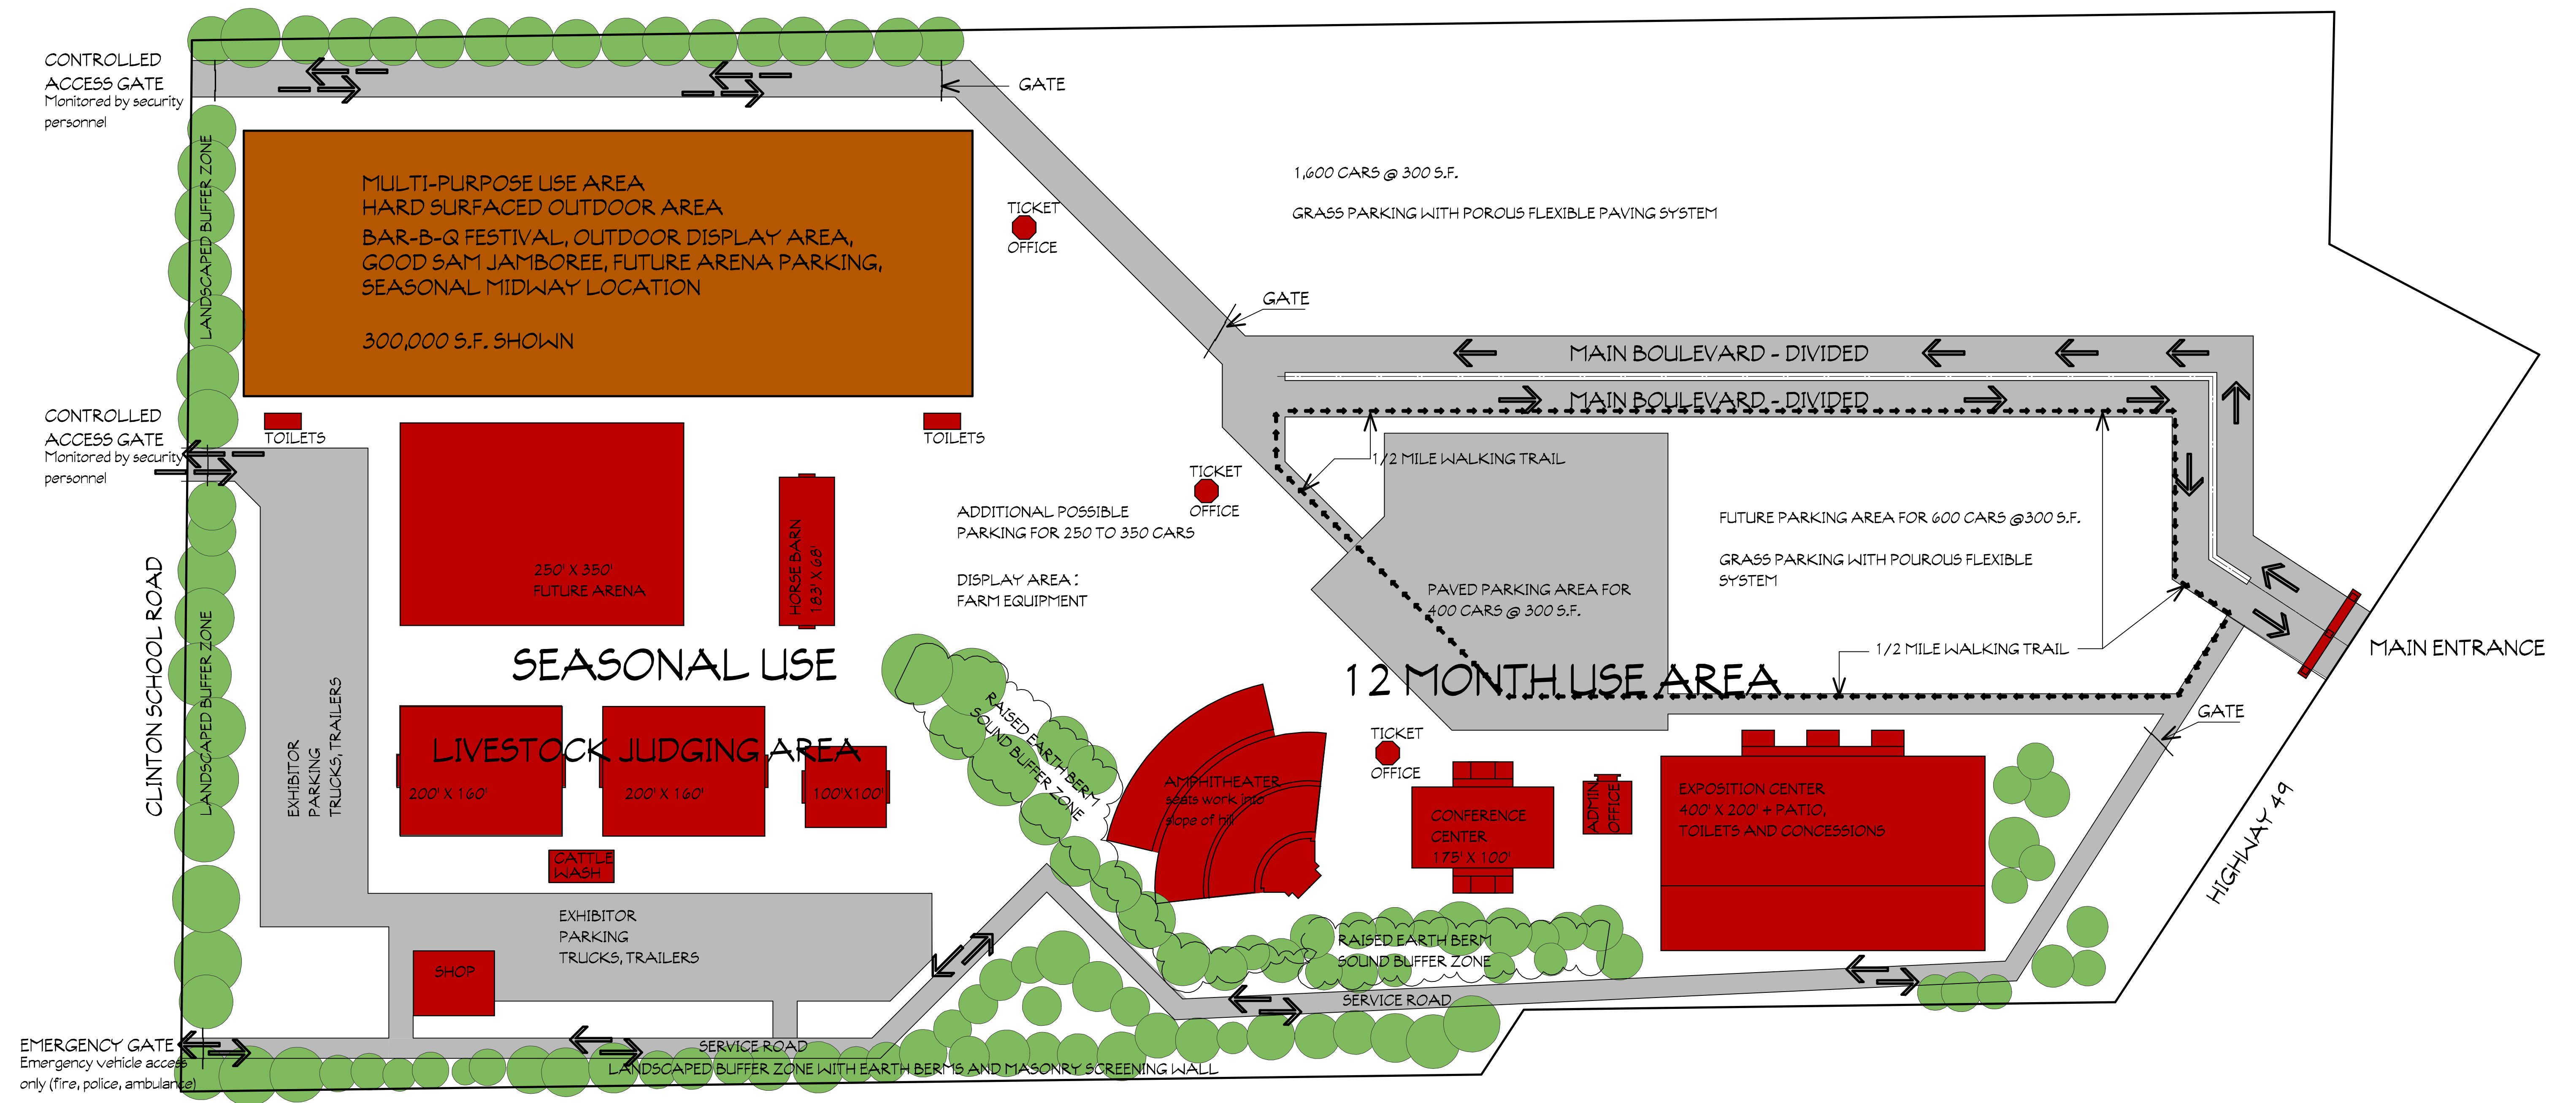 CONTROLLED
ACCESS GATE
Monitored by security
personnel
GATE
LANDSCAPED BUFFER ZONE
MULTI-PURPOSE USE AREA
HARD SURFACED OUTDOOR AREA
BAR-B-Q FESTIVAL, OUTDOOR DISPLAY AREA,
GOOD SAM JAMBOREE, FUTURE ARENA PARKING,
SEASONAL MIDWAY LOCATION
300,000 S.F. SHOWN
TICKET
OFFICE
1,600 CARS @ 300 S.F.
GRASS PARKING WITH POROUS FLEXIBLE PAVING SYSTEM
GATE
MAIN BOULEVARD - DIVIDED
MAIN BOULEVARD - DIVIDED
CONTROLLED
ACCESS GATE
Monitored by security
personnel
TOILETS
TOILETS
250' X 350'
FUTURE ARENA
HORSE BARN
183' X 68'
TICKET
OFFICE
ADDITIONAL POSSIBLE
PARKING FOR 250 TO 350 CARS
DISPLAY AREA:
FARM EQUIPMENT
1/2 MILE WALKING TRAIL
PAVED PARKING AREA FOR
400 CARS @ 300 S.F.
FUTURE PARKING AREA FOR 600 CARS @300 S.F.
GRASS PARKING WITH POUROUS FLEXIBLE
SYSTEM
1/2 MILE WALKING TRAIL
MAIN ENTRANCE
CLINTON SCHOOL ROAD
LANDSCAPED BUFFER ZONE
EXHIBITOR
PARKING
TRUCKS, TRAILERS
SEASONAL USE
LIVESTOCK JUDGING AREA
200' X 160'
200' X 160'
100'X100'
CATTLE
WASH
RAISED EARTH BERM
SOUND BUFFER ZONE
12 MONTH USE AREA
AMPHITHEATER
seats work into
slope of hill
TICKET
OFFICE
CONFERENCE
CENTER
175' X 100'
ADMIN
OFFICE
EXPOSITION CENTER
400' X 200' + PATIO,
TOILETS AND CONCESSIONS
GATE
HIGHWAY 49
EXHIBITOR
PARKING
TRUCKS, TRAILERS
SHOP
RAISED EARTH BERM
SOUND BUFFER ZONE
SERVICE ROAD
EMERGENCY GATE
Emergency vehicle access
only (fire, police, ambulance)
SERVICE ROAD
LANDSCAPED BUFFER ZONE WITH EARTH BERMS AND MASONRY SCREENING WALL